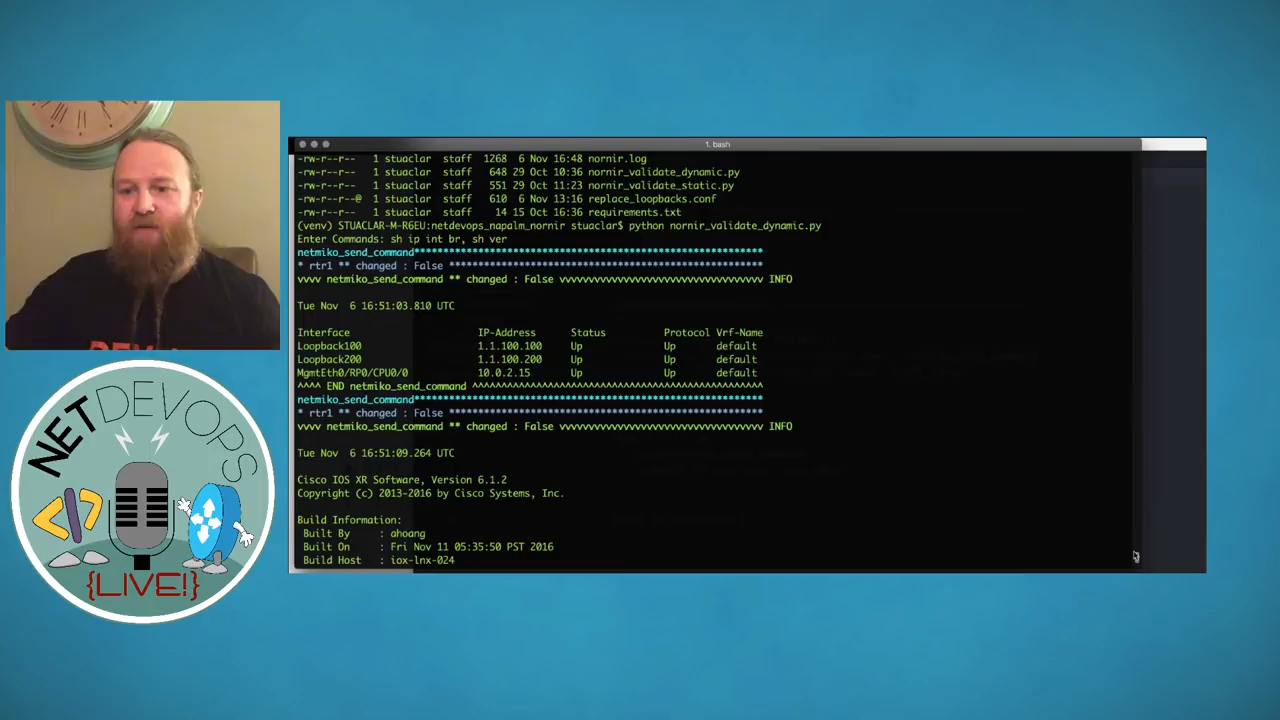 1. bash
-rw-r--r--   1 stuaclar  staff  1268  6 Nov 16:48 nornir.log
-rw-r--r--   1 stuaclar  staff   648 29 Oct 10:36 nornir_validate_dynamic.py
-rw-r--r--   1 stuaclar  staff   551 29 Oct 11:23 nornir_validate_static.py
-rw-r--r--@  1 stuaclar  staff   610  6 Nov 13:16 replace_loopbacks.conf
-rw-r--r--   1 stuaclar  staff    14 15 Oct 16:36 requirements.txt
(venv) STUACLAR-M-R6EU:netdevops_napalm_nornir stuaclar$ python nornir_validate_dynamic.py
Enter Commands: sh ip int br, sh ver
netmiko_send_command************************************************************
* rtr1 ** changed : False ******************************************************
vvvv netmiko_send_command ** changed : False vvvvvvvvvvvvvvvvvvvvvvvvvvvvvvvvvvv INFO
Tue Nov  6 16:51:03.810 UTC
Interface                      IP-Address      Status          Protocol Vrf-Name
Loopback100                    1.1.100.100     Up              Up       default
Loopback200                    1.1.100.200     Up              Up       default
MgmtEth0/RP0/CPU0/0            10.0.2.15       Up              Up       default
^^^^ END netmiko_send_command ^^^^^^^^^^^^^^^^^^^^^^^^^^^^^^^^^^^^^^^^^^^^^^^^^^
netmiko_send_command************************************************************
* rtr1 ** changed : False ******************************************************
vvvv netmiko_send_command ** changed : False vvvvvvvvvvvvvvvvvvvvvvvvvvvvvvvvvvv INFO
Tue Nov  6 16:51:09.264 UTC
Cisco IOS XR Software, Version 6.1.2
Copyright (c) 2013-2016 by Cisco Systems, Inc.
Build Information:
Built By     : ahoang
Built On     : Fri Nov 11 05:35:50 PST 2016
Build Host   : iox-lnx-024
NETDEVOPS
</>
{LIVE!}